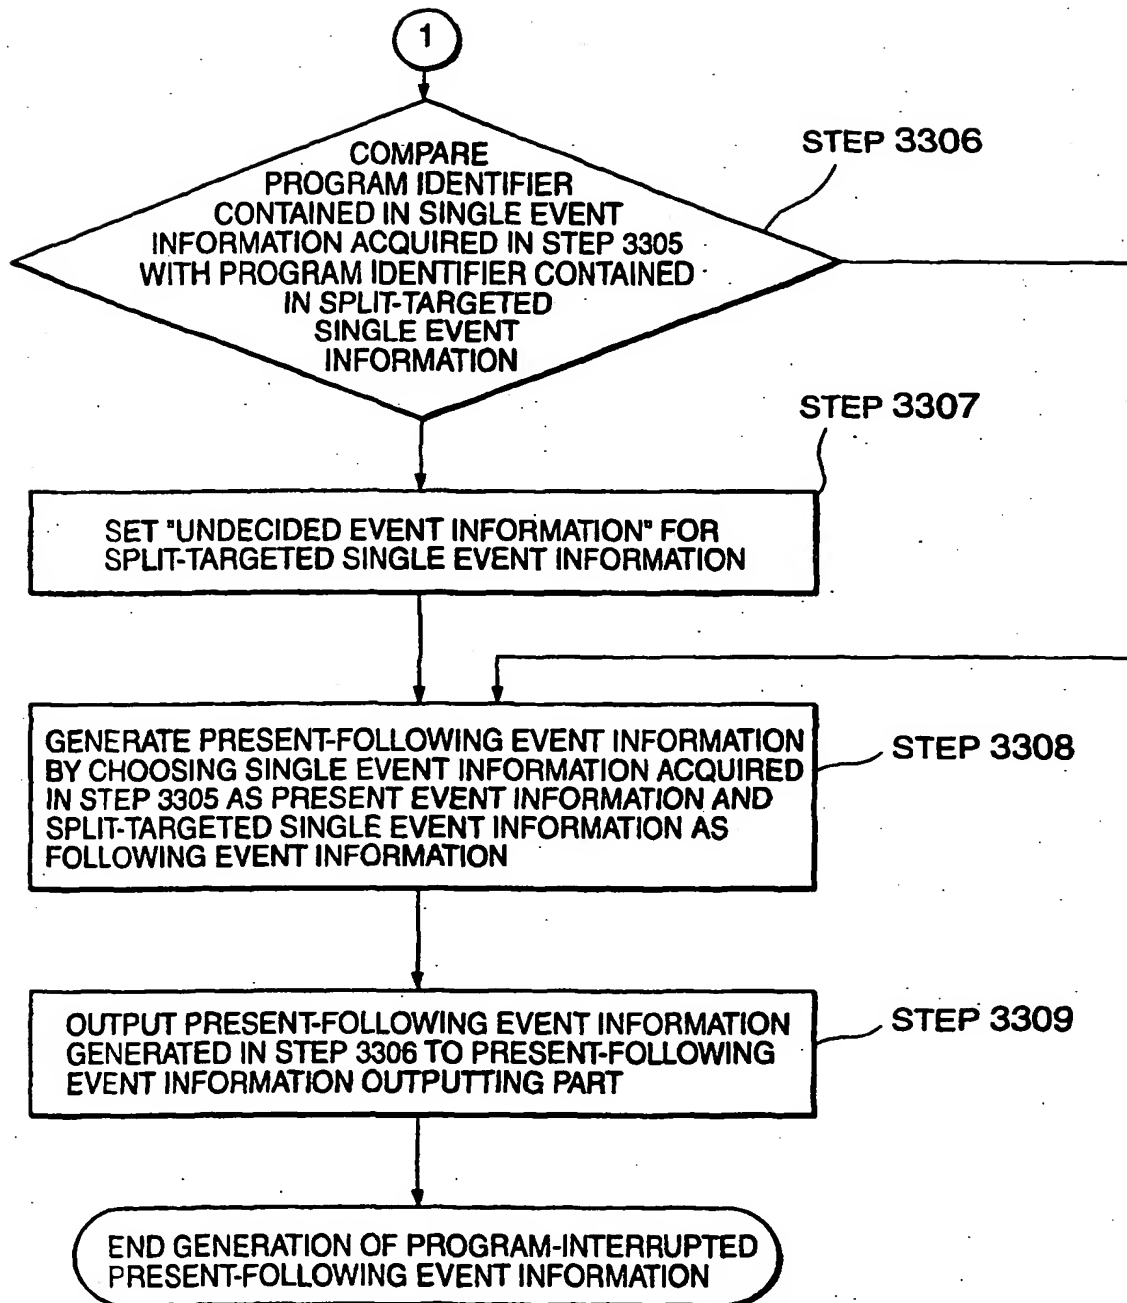 1
COMPARE
PROGRAM IDENTIFIER
CONTAINED IN SINGLE EVENT
INFORMATION ACQUIRED IN STEP 3305
WITH PROGRAM IDENTIFIER CONTAINED
IN SPLIT-TARGETED
SINGLE EVENT
INFORMATION
STEP 3306
STEP 3307
SET "UNDECIDED EVENT INFORMATION" FOR
SPLIT-TARGETED SINGLE EVENT INFORMATION
GENERATE PRESENT-FOLLOWING EVENT INFORMATION
BY CHOOSING SINGLE EVENT INFORMATION ACQUIRED
IN STEP 3305 AS PRESENT EVENT INFORMATION AND
SPLIT-TARGETED SINGLE EVENT INFORMATION AS
FOLLOWING EVENT INFORMATION
STEP 3308
OUTPUT PRESENT-FOLLOWING EVENT INFORMATION
GENERATED IN STEP 3306 TO PRESENT-FOLLOWING
EVENT INFORMATION OUTPUTTING PART
STEP 3309
END GENERATION OF PROGRAM-INTERRUPTED
PRESENT-FOLLOWING EVENT INFORMATION